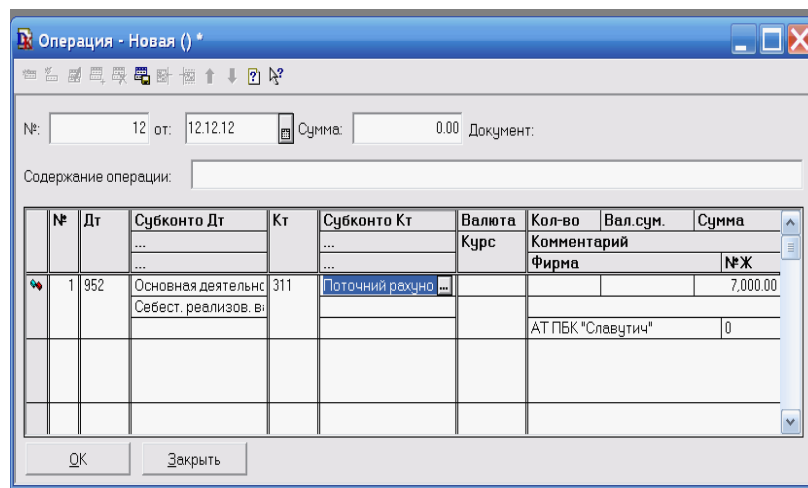 Операция - Новая () *
№: 12 от: 12.12.12 Сумма: 0.00 Документ:
Содержание операции:
№ Дт Субконто Дт Кт Субконто Кт Валюта Кол-во Вал.сум. Сумма
... ... Курс Комментарий
... ... Фирма №Ж
1 952 Основная деятельнс 311 Поточний рахуно ... 7,000.00
Себест. реализов. в
АТ ПБК "Славутич" 0
OK Закрыть